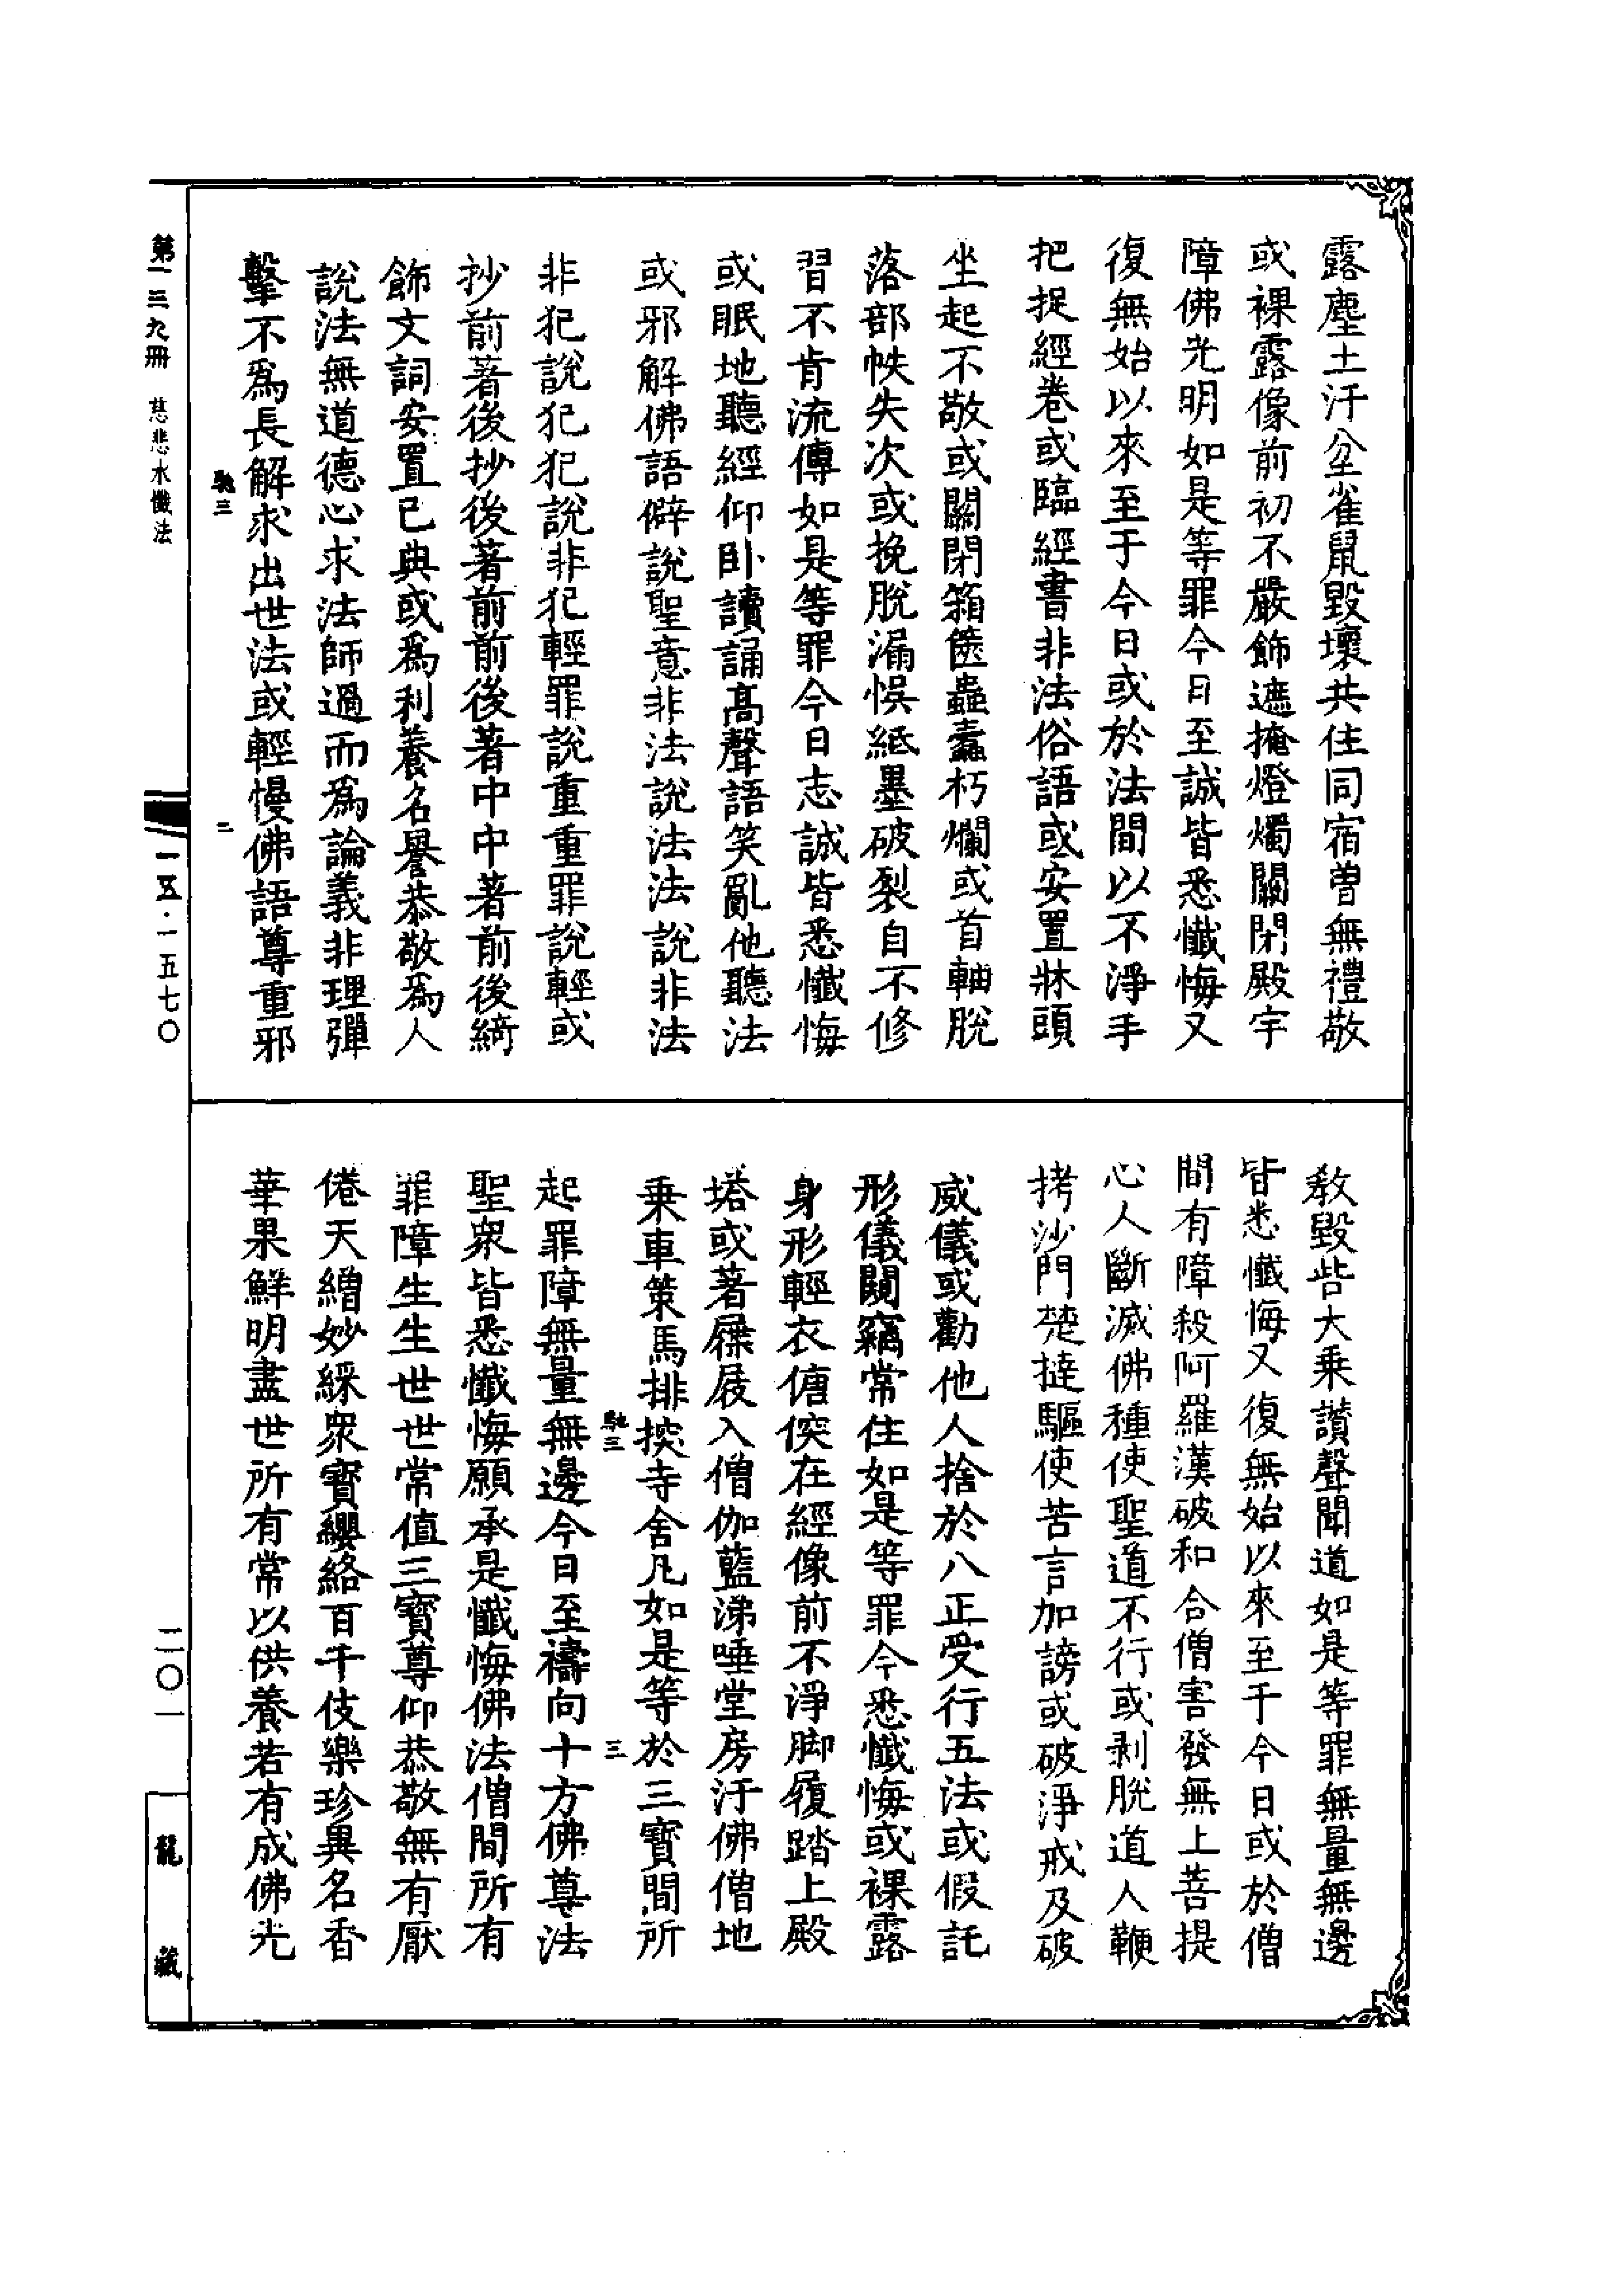 露塵土汗坌雀鼠毀壞共住同宿曾無禮敬
或裸露像前初不嚴飾遮掩燈燭關閉殿宇
障佛光明如是等罪今日至誠皆悉懺悔又
復無始以來至于今日或於法間以不淨手
把捉經卷或臨經書非法俗語或安置牀頭
坐起不敬或關閉箱篋蟲蠹朽爛或首軸脫
落部帙失次或挽脫漏悞紙墨破裂自不修
習不肯流傳如是等罪今日志誠皆悉懺悔
或眠地聽經仰卧讀誦高聲語笑亂他聽法
或邪解佛語僻說聖意非法說法法說非法
非犯說犯犯說非犯輕罪說重重罪說輕或
抄前著後抄後著前前後著中中著前後綺
飾文詞安置已典或爲利養名譽恭敬爲人
說法無道德心求法師過而爲論義非理彈
擊不爲長解求出世法或輕慢佛語尊重邪
馳三
二
教毀呰大乘讚聲聞道如是等罪無量無邊
皆悉懺悔又復無始以來至于今日或於僧
間有障殺阿羅漢破和合僧害發無上菩提
心人斷滅佛種使聖道不行或剥脫道人鞭
拷沙門楚撻驅使苦言加謗或破淨戒及破
威儀或勸他人捨於八正受行五法或假託
形儀闚竊常住如是等罪今悉懺悔或裸露
身形輕衣傏傸在經像前不淨脚履踏上殿
塔或著屧屐入僧伽藍涕唾堂房汙佛僧地
乗車策馬排揬寺舍凡如是等於三寶間所
馳三
三
起罪障無量無邊今日至禱向十方佛尊法
聖衆皆悉懺悔願承是懺悔佛法僧間所有
罪障生生世世常值三寶尊仰恭敬無有厭
倦天繒妙綵衆寶纓絡百千伎樂珍異名香
華果鮮明盡世所有常以供養若有成佛光
第一三九冊　慈悲水懺法
一五·一五七〇
二〇一
龍藏